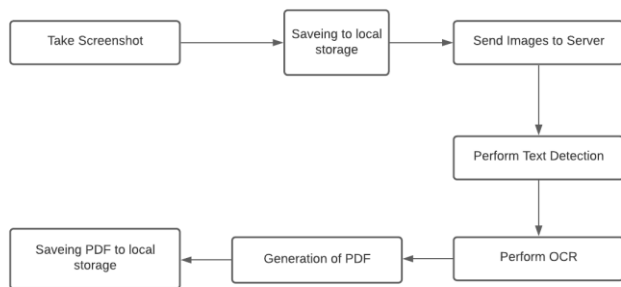 Take Screenshot
Saveing to local
storage
Send Images to Server
Perform Text Detection
Perform OCR
Generation of PDF
Saveing PDF to local
storage